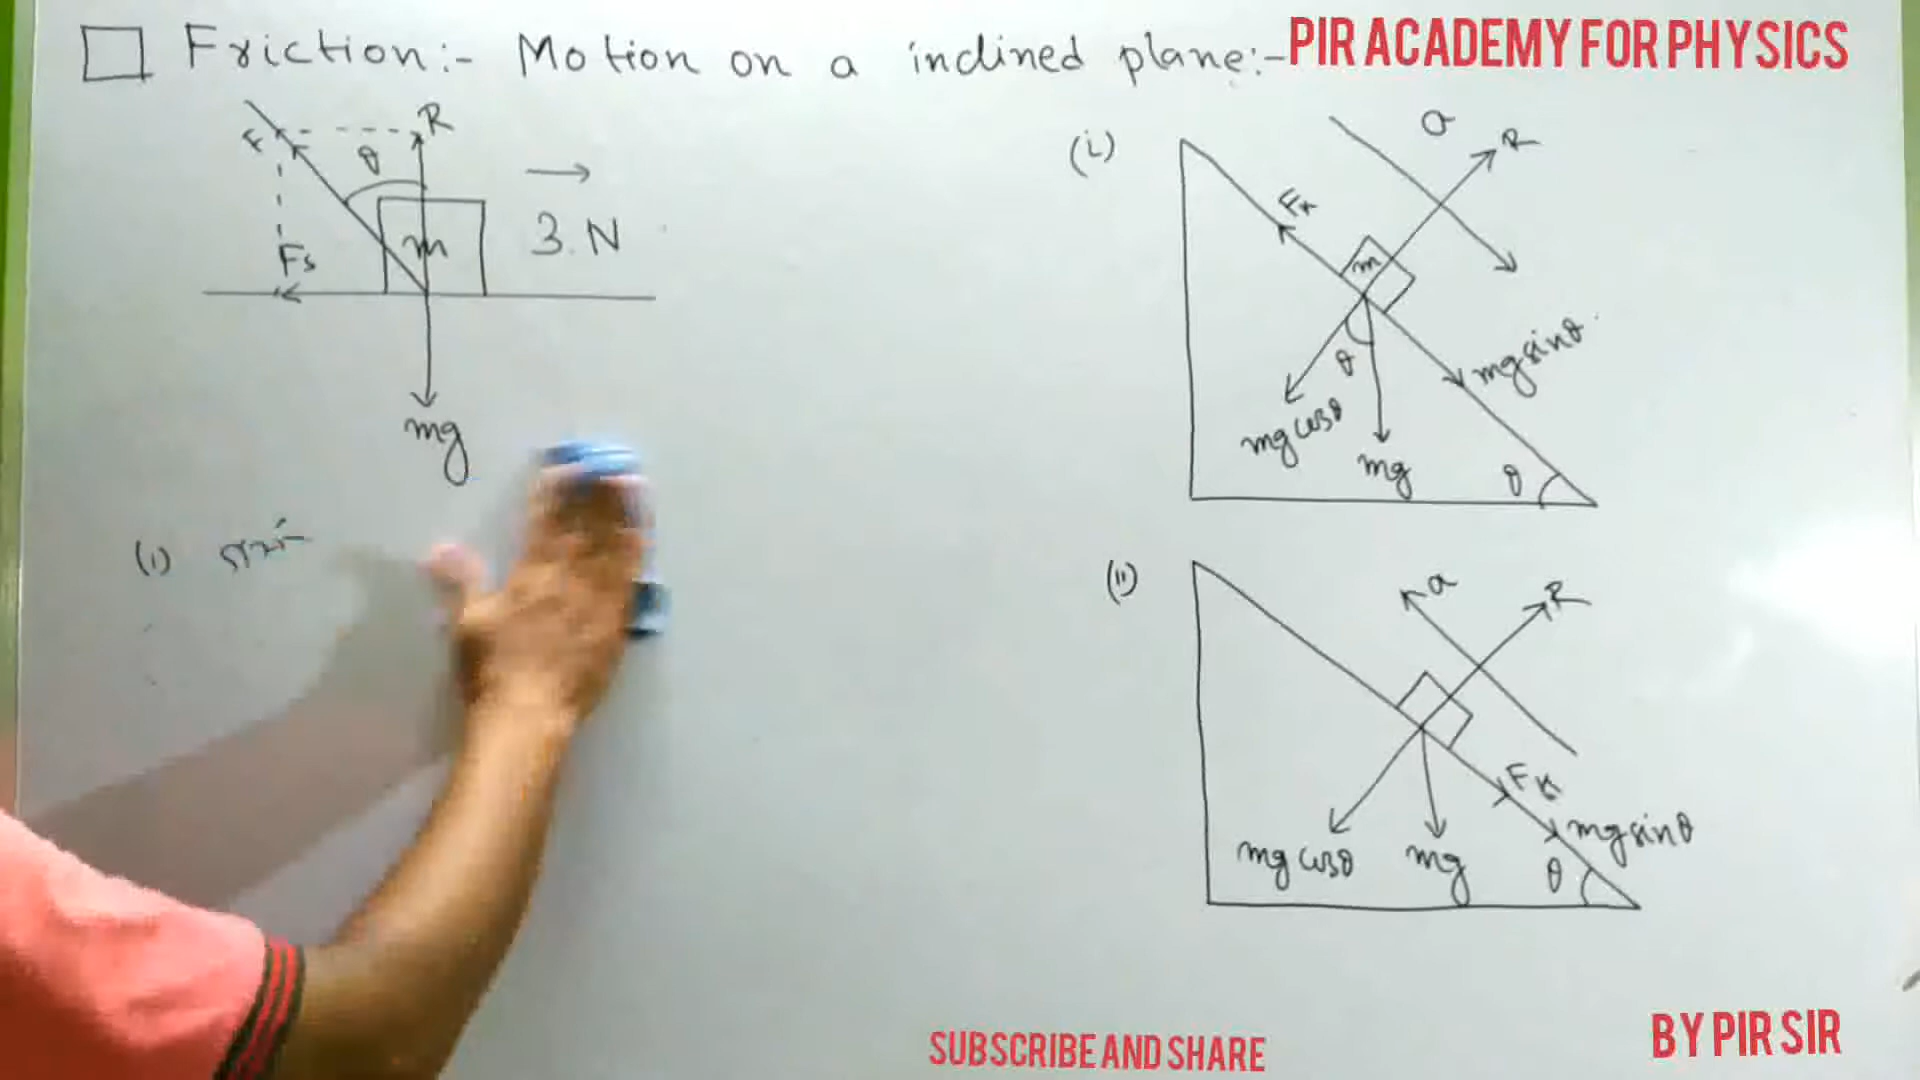 Friction:- Motion on a inclined plane:-
PIR ACADEMY FOR PHYSICS
F
θ
R
m
3 N
Fs
mg
(i)
(i)
a
R
Fk
m
θ
mg cosθ
mg
mg sinθ
θ
(ii)
a
R
Fk
mg sinθ
mg cosθ
mg
θ
SUBSCRIBE AND SHARE
BY PIR SIR